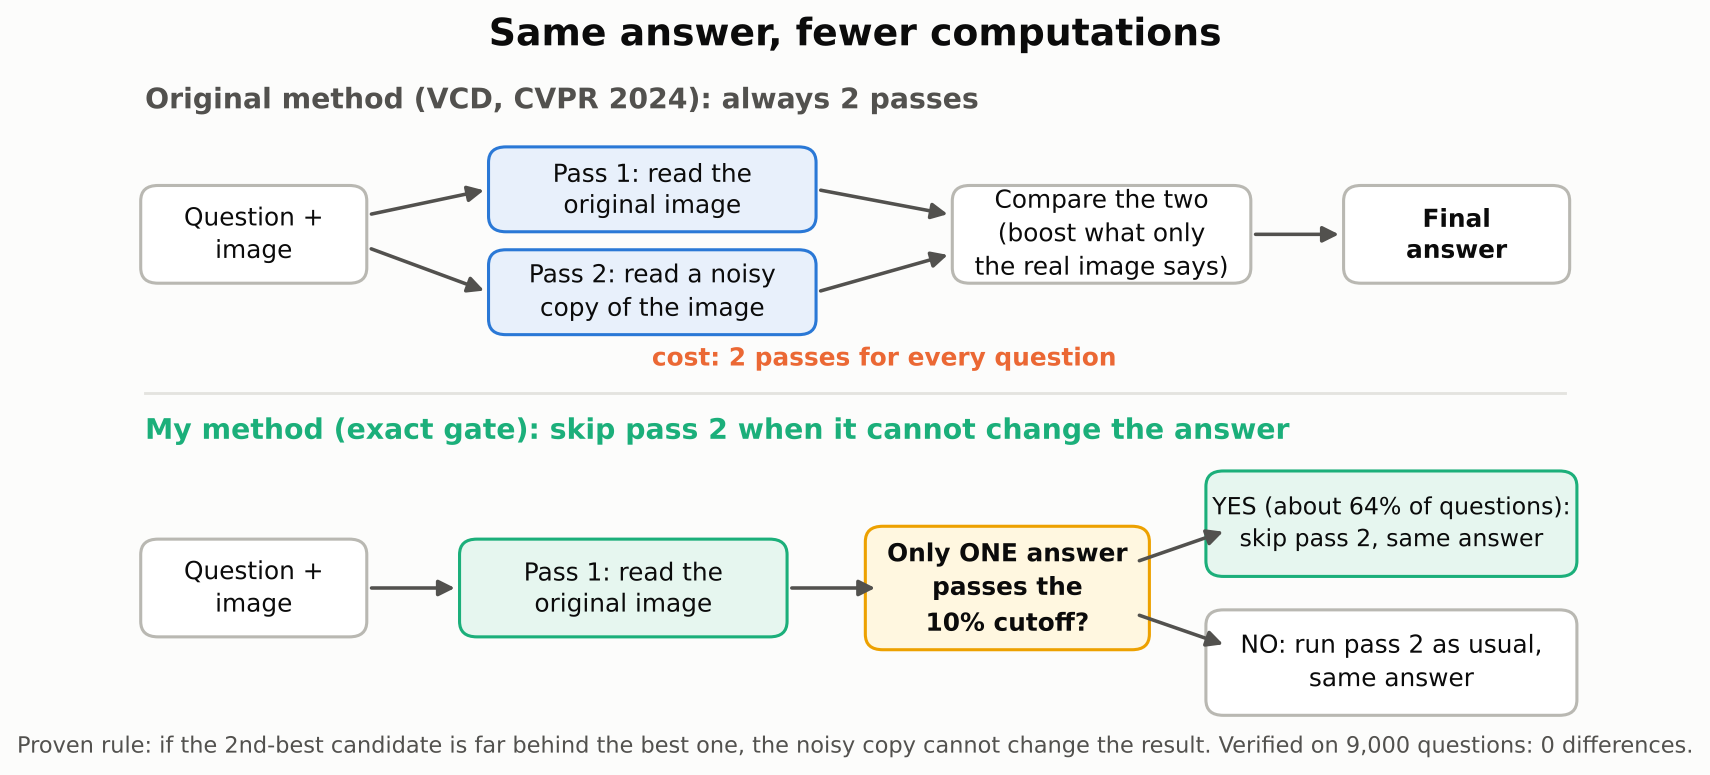 Same answer, fewer computations
Original method (VCD, CVPR 2024): always 2 passes
Question +
image
Pass 1: read the
original image
Pass 2: read a noisy
copy of the image
Compare the two
(boost what only
the real image says)
Final
answer
cost: 2 passes for every question
My method (exact gate): skip pass 2 when it cannot change the answer
Question +
image
Pass 1: read the
original image
Only ONE answer
passes the
10% cutoff?
YES (about 64% of questions):
skip pass 2, same answer
NO: run pass 2 as usual,
same answer
Proven rule: if the 2nd-best candidate is far behind the best one, the noisy copy cannot change the result. Verified on 9,000 questions: 0 differences.